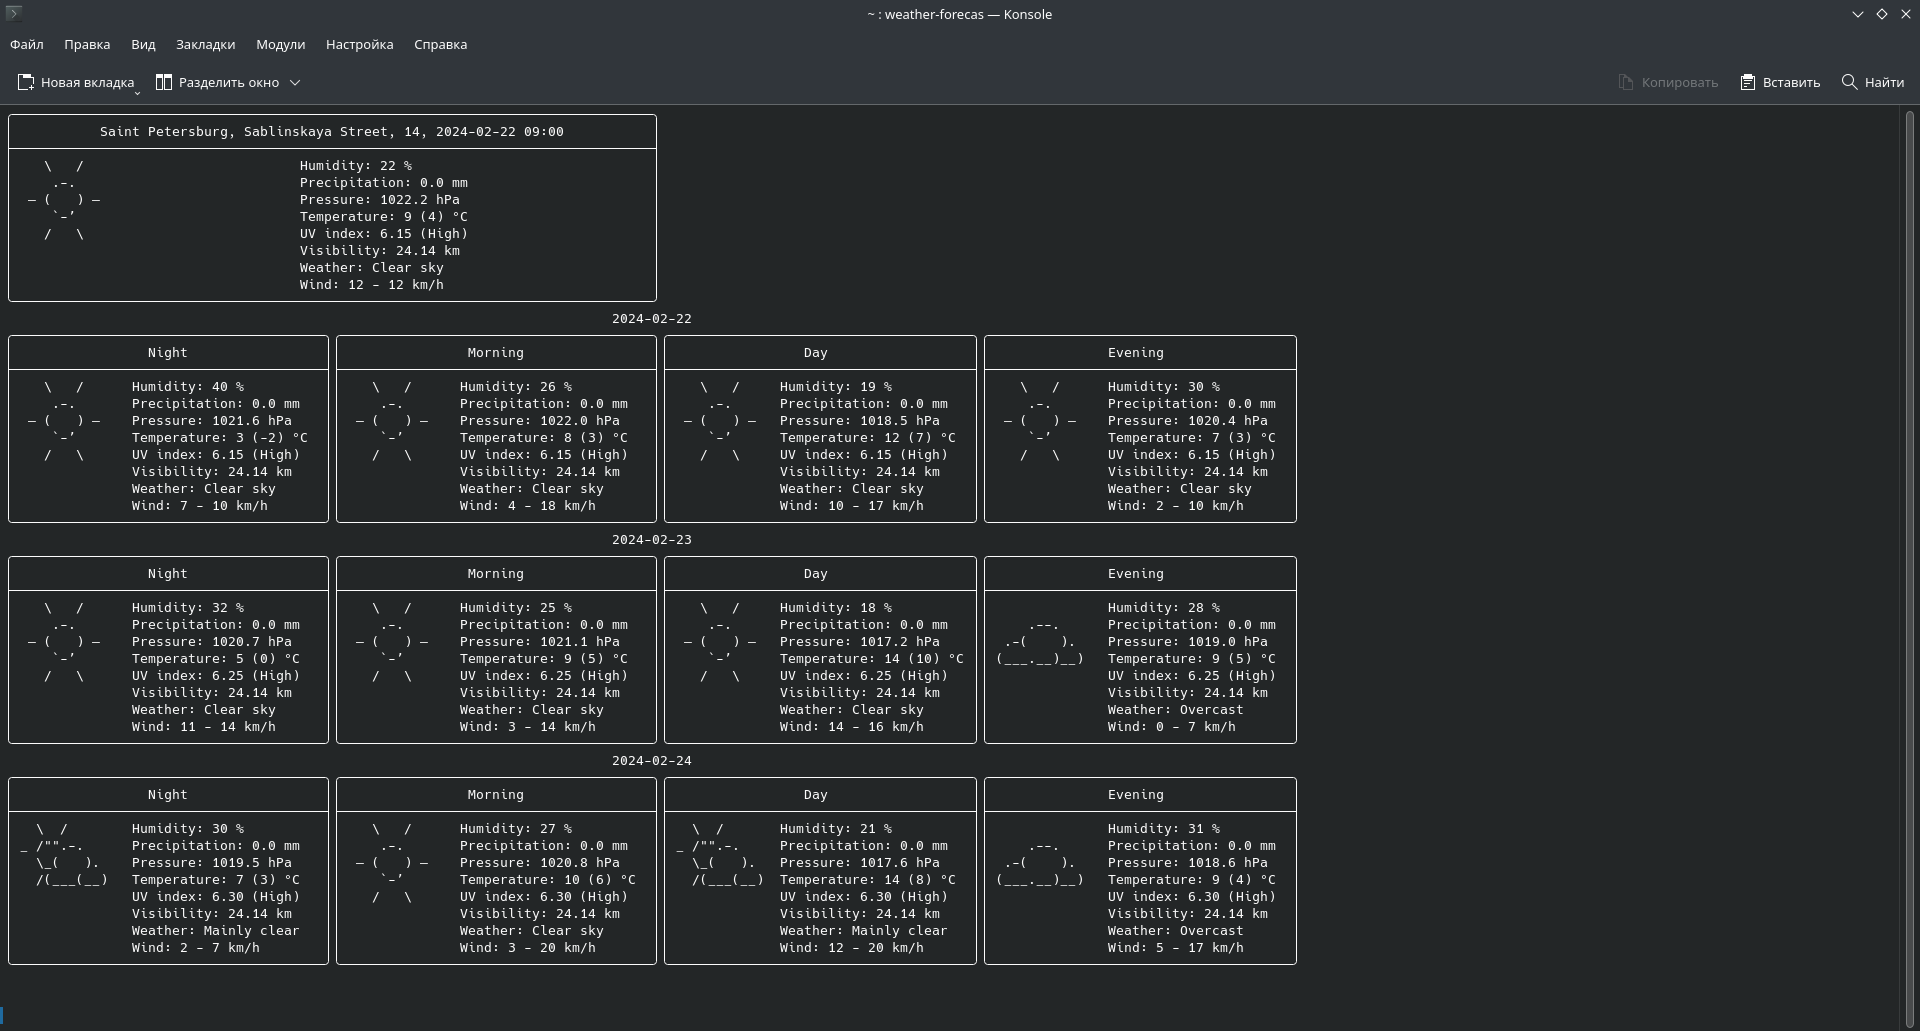 ~ : weather-forecas — Konsole
Файл Правка Вид Закладки Модули Настройка Справка
Новая вкладка Разделить окно Копировать Вставить Найти
Saint Petersburg, Sablinskaya Street, 14, 2024-02-22 09:00
Humidity: 22 %
Precipitation: 0.0 mm
Pressure: 1022.2 hPa
Temperature: 9 (4) °C
UV index: 6.15 (High)
Visibility: 24.14 km
Weather: Clear sky
Wind: 12 - 12 km/h
2024-02-22
Night Morning Day Evening
Humidity: 40 % Humidity: 26 % Humidity: 19 % Humidity: 30 %
Precipitation: 0.0 mm Precipitation: 0.0 mm Precipitation: 0.0 mm Precipitation: 0.0 mm
Pressure: 1021.6 hPa Pressure: 1022.0 hPa Pressure: 1018.5 hPa Pressure: 1020.4 hPa
Temperature: 3 (-2) °C Temperature: 8 (3) °C Temperature: 12 (7) °C Temperature: 7 (3) °C
UV index: 6.15 (High) UV index: 6.15 (High) UV index: 6.15 (High) UV index: 6.15 (High)
Visibility: 24.14 km Visibility: 24.14 km Visibility: 24.14 km Visibility: 24.14 km
Weather: Clear sky Weather: Clear sky Weather: Clear sky Weather: Clear sky
Wind: 7 - 10 km/h Wind: 4 - 18 km/h Wind: 10 - 17 km/h Wind: 2 - 10 km/h
2024-02-23
Night Morning Day Evening
Humidity: 32 % Humidity: 25 % Humidity: 18 % Humidity: 28 %
Precipitation: 0.0 mm Precipitation: 0.0 mm Precipitation: 0.0 mm Precipitation: 0.0 mm
Pressure: 1020.7 hPa Pressure: 1021.1 hPa Pressure: 1017.2 hPa Pressure: 1019.0 hPa
Temperature: 5 (0) °C Temperature: 9 (5) °C Temperature: 14 (10) °C Temperature: 9 (5) °C
UV index: 6.25 (High) UV index: 6.25 (High) UV index: 6.25 (High) UV index: 6.25 (High)
Visibility: 24.14 km Visibility: 24.14 km Visibility: 24.14 km Visibility: 24.14 km
Weather: Clear sky Weather: Clear sky Weather: Clear sky Weather: Overcast
Wind: 11 - 14 km/h Wind: 3 - 14 km/h Wind: 14 - 16 km/h Wind: 0 - 7 km/h
2024-02-24
Night Morning Day Evening
Humidity: 30 % Humidity: 27 % Humidity: 21 % Humidity: 31 %
Precipitation: 0.0 mm Precipitation: 0.0 mm Precipitation: 0.0 mm Precipitation: 0.0 mm
Pressure: 1019.5 hPa Pressure: 1020.8 hPa Pressure: 1017.6 hPa Pressure: 1018.6 hPa
Temperature: 7 (3) °C Temperature: 10 (6) °C Temperature: 14 (8) °C Temperature: 9 (4) °C
UV index: 6.30 (High) UV index: 6.30 (High) UV index: 6.30 (High) UV index: 6.30 (High)
Visibility: 24.14 km Visibility: 24.14 km Visibility: 24.14 km Visibility: 24.14 km
Weather: Mainly clear Weather: Clear sky Weather: Mainly clear Weather: Overcast
Wind: 2 - 7 km/h Wind: 3 - 20 km/h Wind: 12 - 20 km/h Wind: 5 - 17 km/h